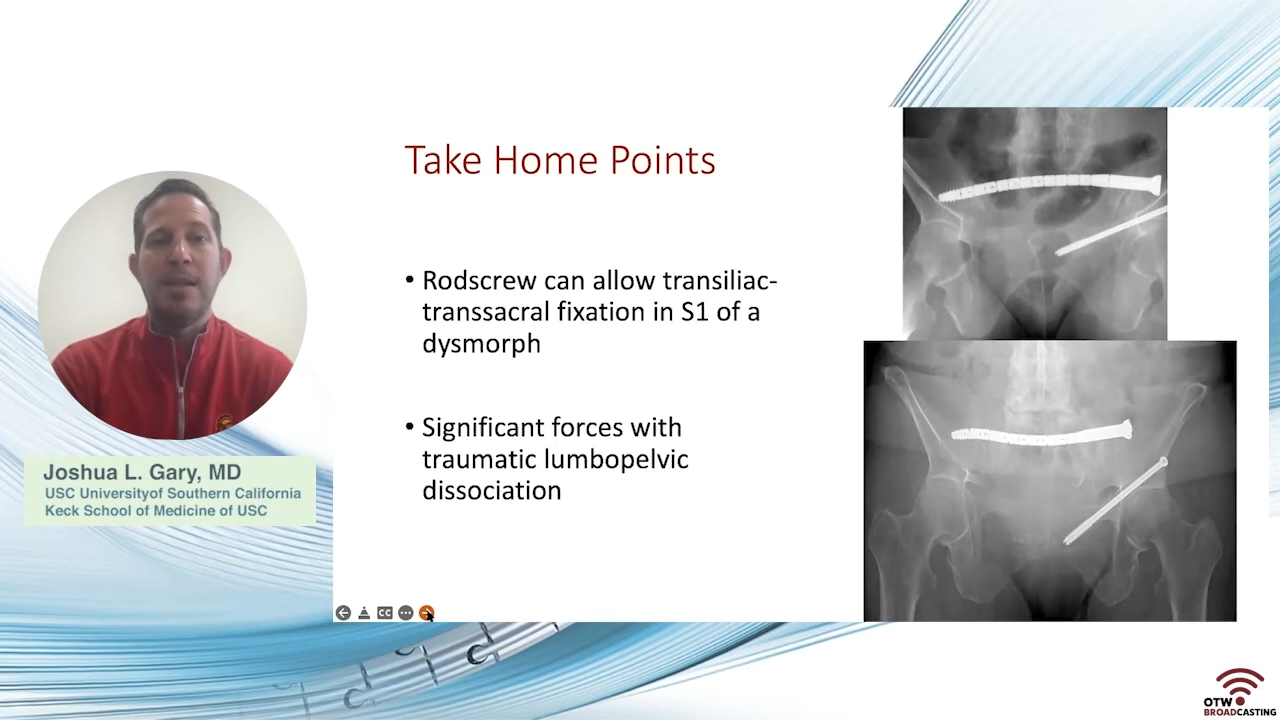 Take Home Points
• Rodscrew can allow transiliac-
transsacral fixation in S1 of a
dysmorph
• Significant forces with
traumatic lumbopelvic
dissociation
Joshua L. Gary, MD
USC Universityof Southern California
Keck School of Medicine of USC
CC
OTW
BROADCASTING